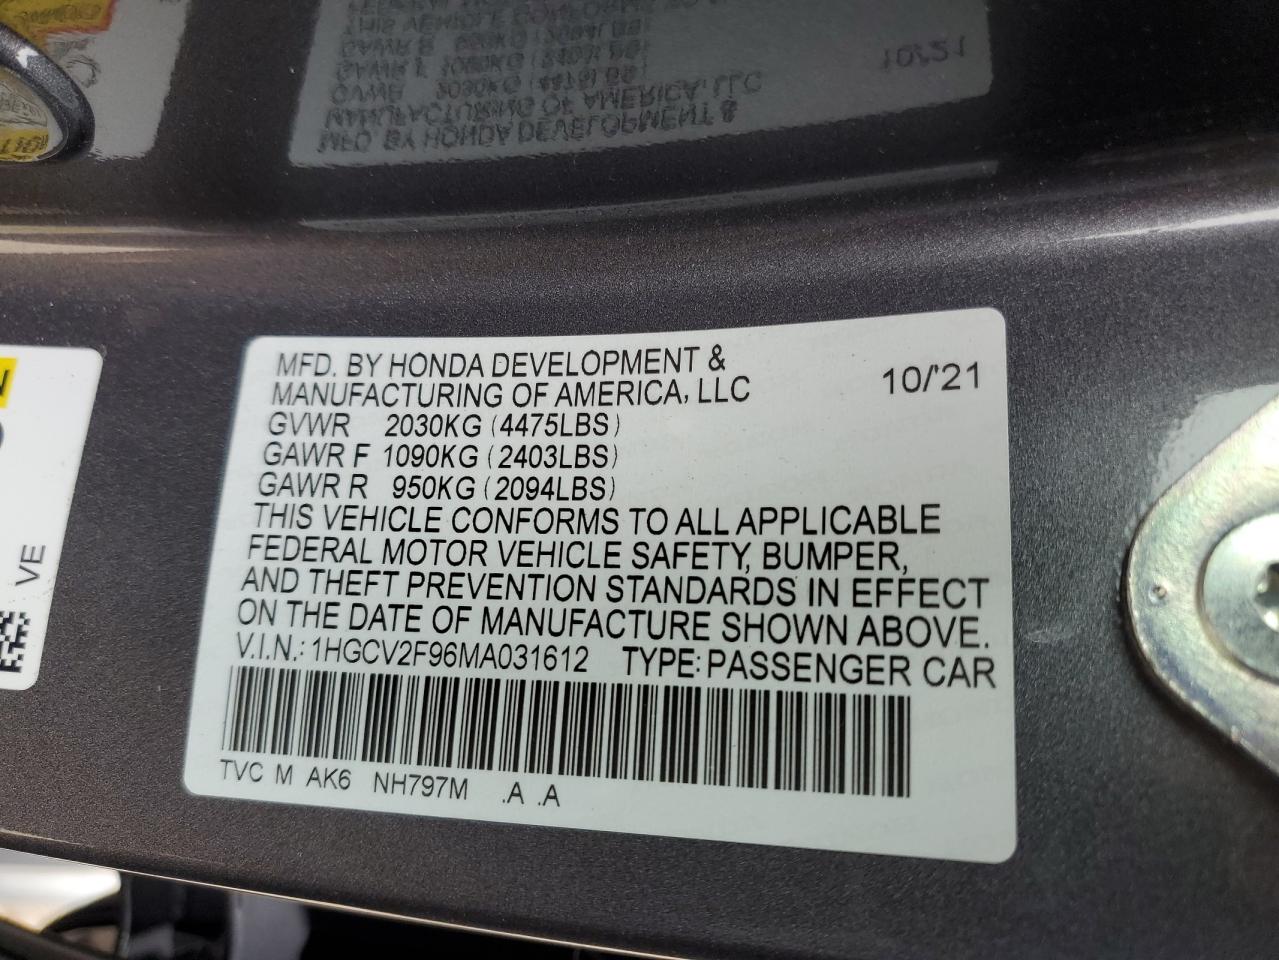 MFD. BY HONDA DEVELOPMENT &
MANUFACTURING OF AMERICA, LLC 10/'21
GVWR 2030KG (4475LBS)
GAWR F 1090KG (2403LBS)
GAWR R 950KG (2094LBS)
THIS VEHICLE CONFORMS TO ALL APPLICABLE
FEDERAL MOTOR VEHICLE SAFETY, BUMPER,
AND THEFT PREVENTION STANDARDS IN EFFECT
ON THE DATE OF MANUFACTURE SHOWN ABOVE.
V.I.N.: 1HGCV2F96MA031612 TYPE: PASSENGER CAR
TVC M AK6 NH797M .A .A
VE